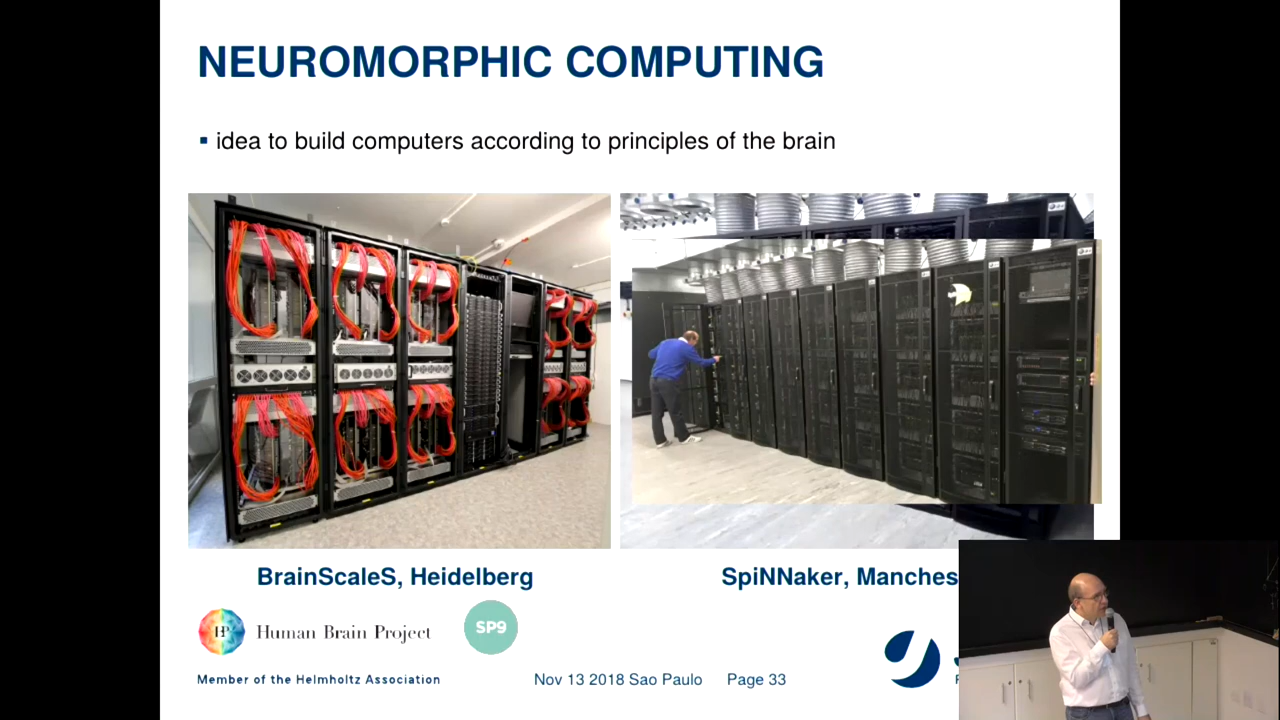 NEUROMORPHIC COMPUTING
▪ idea to build computers according to principles of the brain
BrainScaleS, Heidelberg
SpiNNaker, Manches
HP Human Brain Project
SP9
Member of the Helmholtz Association
Nov 13 2018 Sao Paulo Page 33